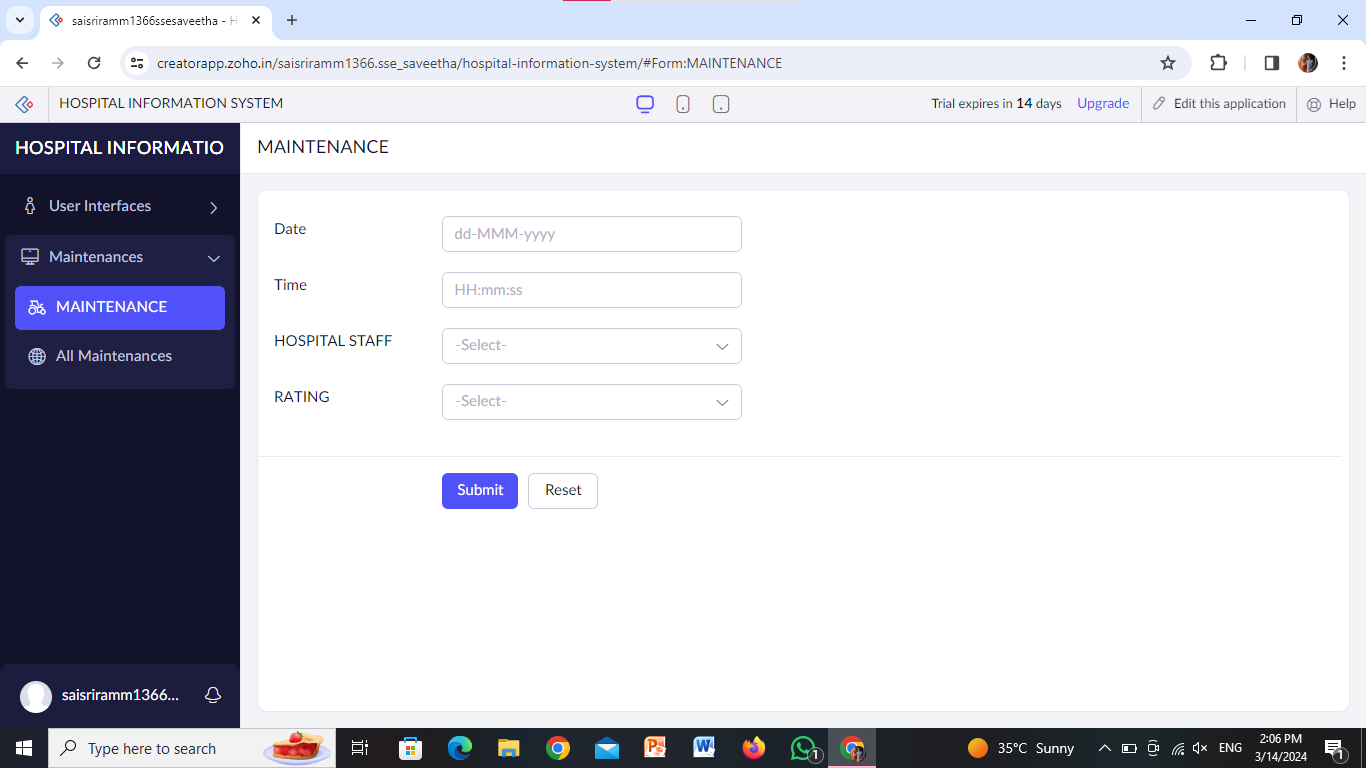 saisriramm1366ssesaveetha - H
creatorapp.zoho.in/saisriramm1366.sse_saveetha/hospital-information-system/#Form:MAINTENANCE
HOSPITAL INFORMATION SYSTEM
Trial expires in 14 days
Upgrade
Edit this application
Help
HOSPITAL INFORMATIO
MAINTENANCE
User Interfaces
Maintenances
MAINTENANCE
All Maintenances
Date
dd-MMM-yyyy
Time
HH:mm:ss
HOSPITAL STAFF
-Select-
RATING
-Select-
Submit
Reset
saisriramm1366...
Type here to search
1
35°C Sunny
ENG
2:06 PM
3/14/2024
1